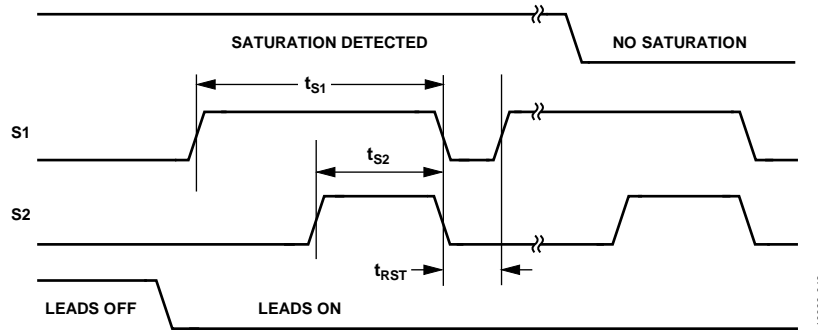 SATURATION DETECTED
NO SATURATION
tS1
S1
tS2
S2
tRST
LEADS OFF
LEADS ON